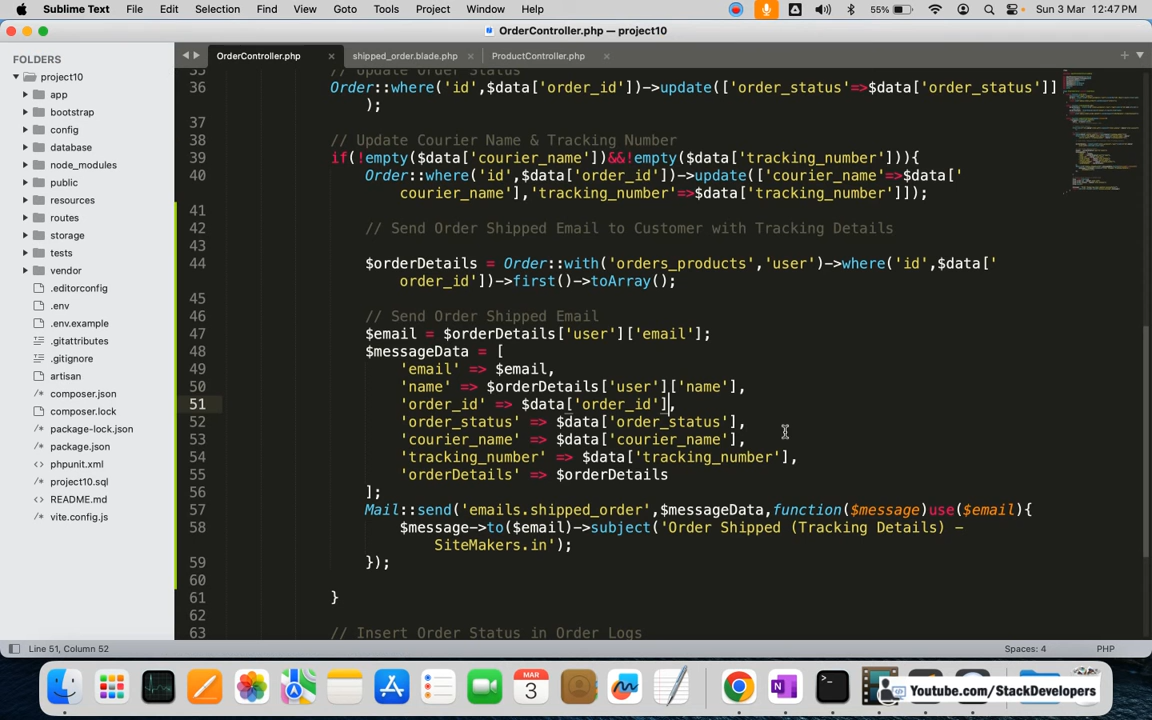 Sublime Text File Edit Selection Find View Goto Tools Project Window Help 55% Sun 3 Mar 12:47 PM
OrderController.php — project10
FOLDERS
project10
app
bootstrap
config
database
node_modules
public
resources
routes
storage
tests
vendor
.editorconfig
.env
.env.example
.gitattributes
.gitignore
artisan
composer.json
composer.lock
package-lock.json
package.json
phpunit.xml
project10.sql
README.md
vite.config.js
OrderController.php × shipped_order.blade.php × ProductController.php ×
35 // Update Order Status
36 Order::where('id',$data['order_id'])->update(['order_status'=>$data['order_status']
);
37
38 // Update Courier Name & Tracking Number
39 if(!empty($data['courier_name'])&&!empty($data['tracking_number'])){
40 Order::where('id',$data['order_id'])->update(['courier_name'=>$data['
courier_name'],'tracking_number'=>$data['tracking_number']]);
41
42 // Send Order Shipped Email to Customer with Tracking Details
43
44 $orderDetails = Order::with('orders_products','user')->where('id',$data['
order_id'])->first()->toArray();
45
46 // Send Order Shipped Email
47 $email = $orderDetails['user']['email'];
48 $messageData = [
49 'email' => $email,
50 'name' => $orderDetails['user']['name'],
51 'order_id' => $data['order_id'],
52 'order_status' => $data['order_status'],
53 'courier_name' => $data['courier_name'],
54 'tracking_number' => $data['tracking_number'],
55 'orderDetails' => $orderDetails
56 ];
57 Mail::send('emails.shipped_order',$messageData,function($message)use($email){
58 $message->to($email)->subject('Order Shipped (Tracking Details) -
SiteMakers.in');
59 });
60
61 }
62
63 // Insert Order Status in Order Logs
Line 51, Column 52 Spaces: 4 PHP
MAR
3
Youtube.com/StackDevelopers